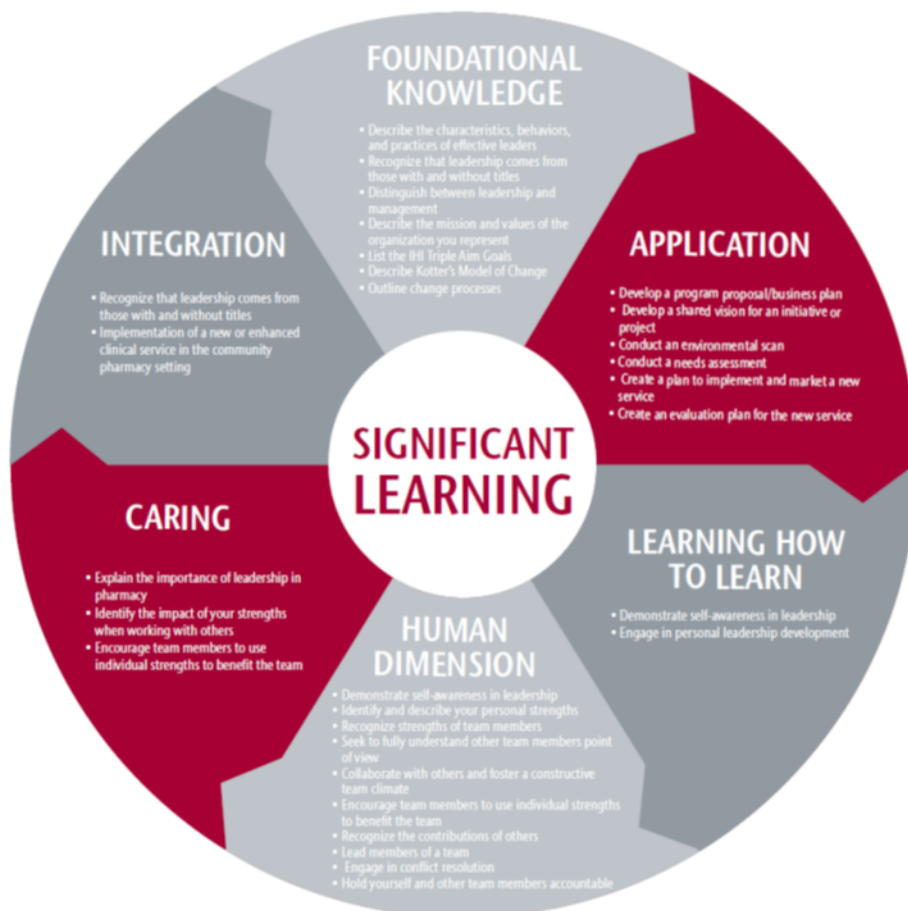 FOUNDATIONAL
KNOWLEDGE
• Describe the characteristics, behaviors,
and practices of effective leaders
• Recognize that leadership comes from
those with and without titles
• Distinguish between leadership and
management
• Describe the mission and values of the
organization you represent
• List the IHI Triple Aim Goals
• Describe Kotter's Model of Change
• Outline change processes
APPLICATION
• Develop a program proposal/business plan
• Develop a shared vision for an initiative or
project
• Conduct an environmental scan
• Conduct a needs assessment
• Create a plan to implement and market a new
service
• Create an evaluation plan for the new service
LEARNING HOW
TO LEARN
• Demonstrate self-awareness in leadership
• Engage in personal leadership development
HUMAN
DIMENSION
• Demonstrate self-awareness in leadership
• Identify and describe your personal strengths
• Recognize strengths of team members
• Seek to fully understand other team members point
of view
• Collaborate with others and foster a constructive
team climate
• Encourage team members to use individual strengths
to benefit the team
• Recognize the contributions of others
• Lead members of a team
• Engage in conflict resolution
• Hold yourself and other team members accountable
CARING
• Explain the importance of leadership in
pharmacy
• Identify the impact of your strengths
when working with others
• Encourage team members to use
individual strengths to benefit the team
INTEGRATION
• Recognize that leadership comes from
those with and without titles
• Implementation of a new or enhanced
clinical service in the community
pharmacy setting
SIGNIFICANT
LEARNING